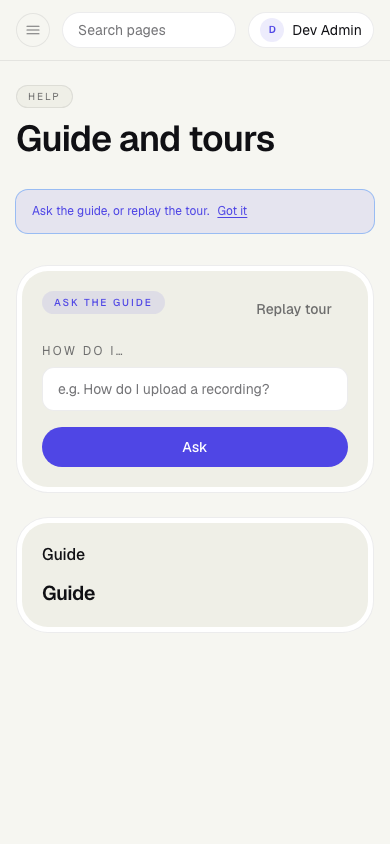 Search pages
D
Dev Admin
HELP
Guide and tours
Ask the guide, or replay the tour. Got it
ASK THE GUIDE
Replay tour
HOW DO I…
e.g. How do I upload a recording?
Ask
Guide
Guide